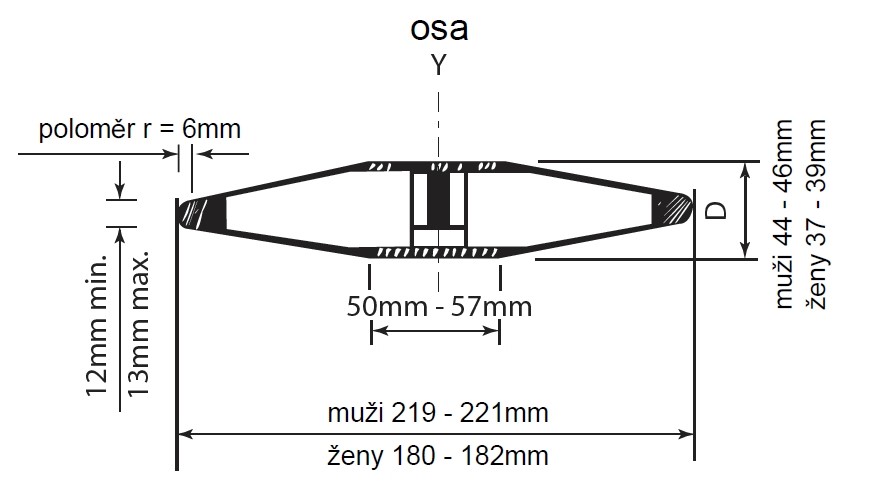 osa
Y
poloměr r = 6mm
12mm min.
13mm max.
50mm - 57mm
D
muži 44 - 46mm
ženy 37 - 39mm
muži 219 - 221mm
ženy 180 - 182mm